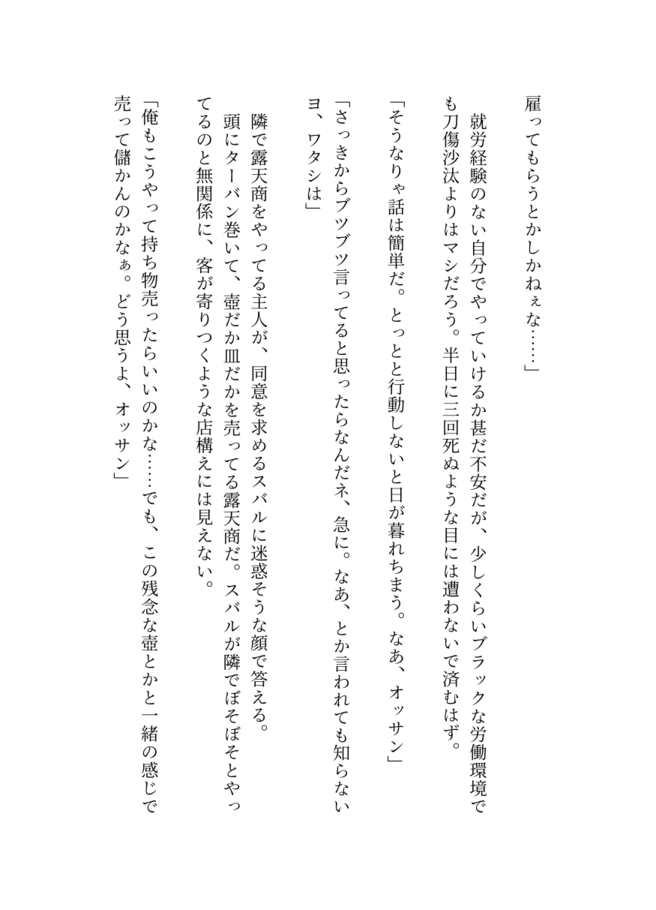 雇ってもらうとかしかねぇな……」
就労経験のない自分でやっていけるか甚だ不安だが、少しくらいブラックな労働環境で
も刀傷沙汰よりはマシだろう。半日に三回死ぬような目には遭わないで済むはず。
「そうなりゃ話は簡単だ。とっとと行動しないと日が暮れちまう。なあ、オッサン」
「さっきからブツブツ言ってると思ったらなんだネ、急に。なあ、とか言われても知らない
ヨ、ワタシは」
隣で露天商をやってる主人が、同意を求めるスバルに迷惑そうな顔で答える。
頭にターバン巻いて、壺だか皿だかを売ってる露天商だ。スバルが隣でぼそぼそとやっ
てるのと無関係に、客が寄りつくような店構えには見えない。
「俺もこうやって持ち物売ったらいいのかな……でも、この残念な壺とかと一緒の感じで
売って儲かんのかなぁ。どう思うよ、オッサン」